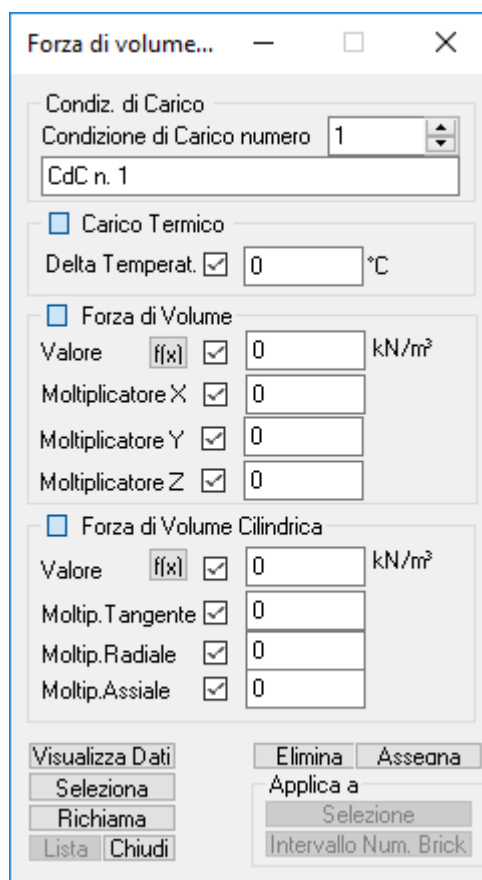 Forza di volume...
Condiz. di Carico
Condizione di Carico numero 1
CdC n. 1
Carico Termico
Delta Temperat. 0 °C
Forza di Volume
Valore f(x) 0 kN/m³
Moltiplicatore X 0
Moltiplicatore Y 0
Moltiplicatore Z 0
Forza di Volume Cilindrica
Valore f(x) 0 kN/m³
Moltip.Tangente 0
Moltip.Radiale 0
Moltip.Assiale 0
Visualizza Dati Elimina Assegna
Seleziona Applica a
Richiama Selezione
Lista Chiudi Intervallo Num. Brick